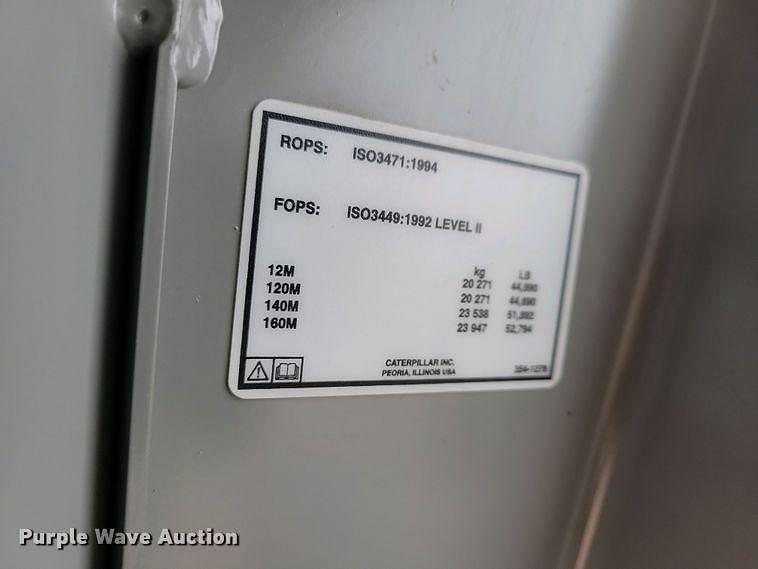 ROPS: ISO3471:1994
FOPS: ISO3449:1992 LEVEL II
kg LB
12M 20 271 44,690
120M 20 271 44,690
140M 23 538 51,892
160M 23 947 52,794
CATERPILLAR INC.
PEORIA, ILLINOIS USA
Purple Wave Auction